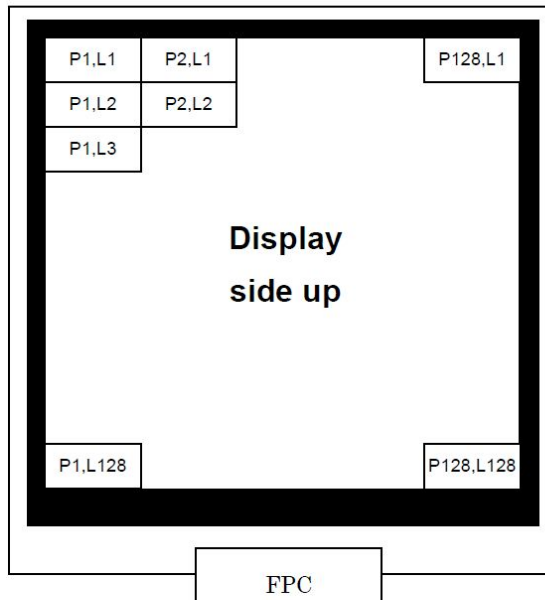 P1,L1 P2,L1 P128,L1
P1,L2 P2,L2
P1,L3
Display
side up
P1,L128 P128,L128
FPC